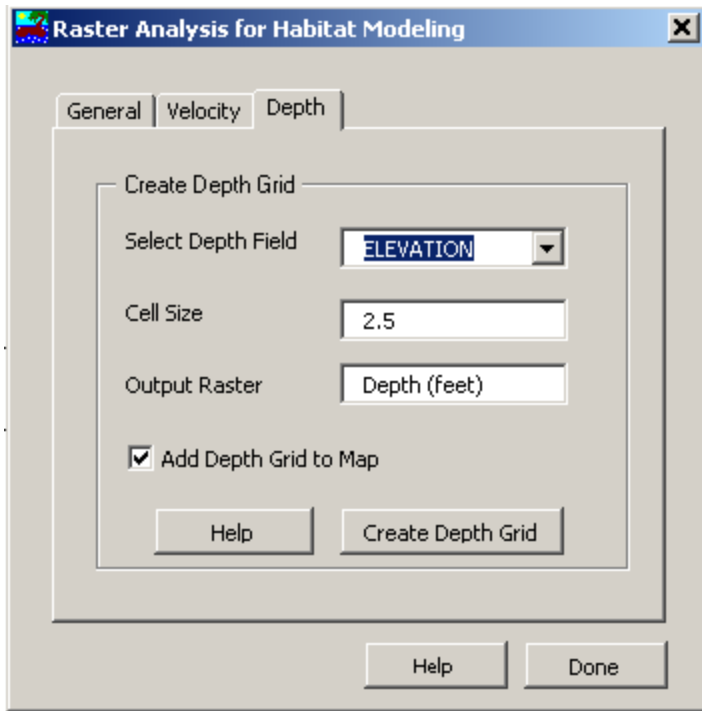 Raster Analysis for Habitat Modeling
General Velocity Depth
Create Depth Grid
Select Depth Field ELEVATION
Cell Size 2.5
Output Raster Depth (feet)
Add Depth Grid to Map
Help Create Depth Grid
Help Done